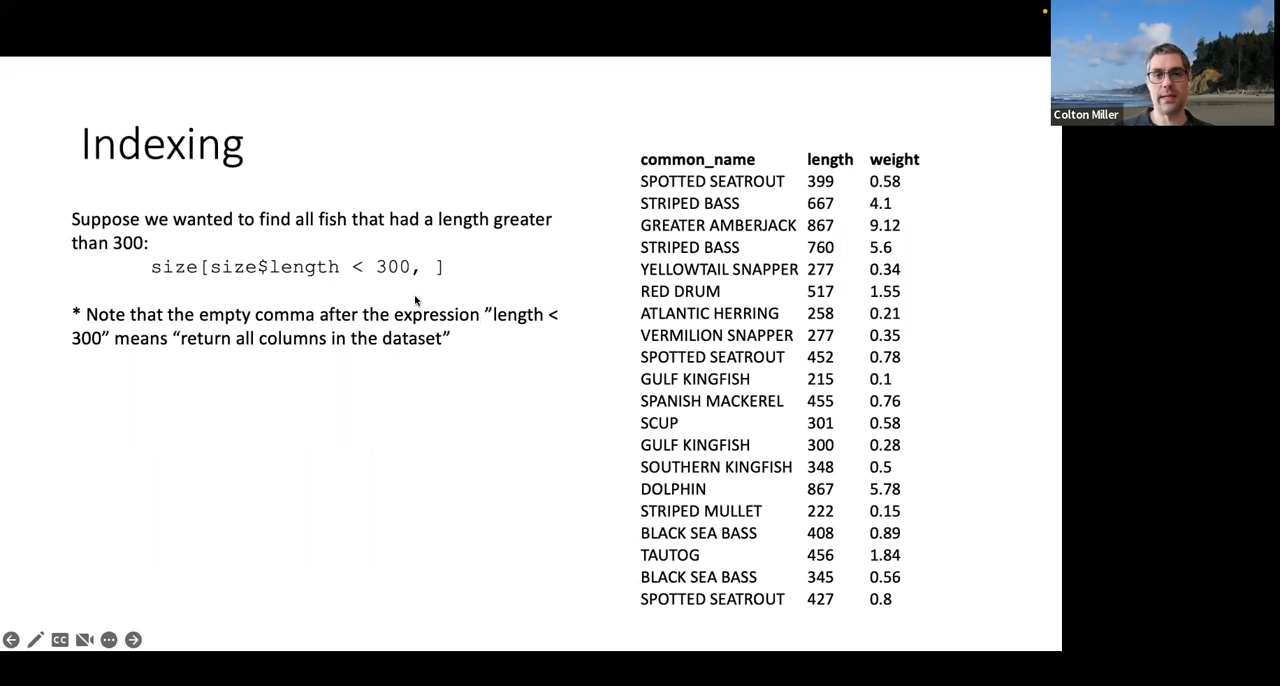 Colton Miller
Indexing
Suppose we wanted to find all fish that had a length greater
than 300:
size[size$length < 300, ]
* Note that the empty comma after the expression ”length <
300” means “return all columns in the dataset”
common_name length weight
SPOTTED SEATROUT 399 0.58
STRIPED BASS 667 4.1
GREATER AMBERJACK 867 9.12
STRIPED BASS 760 5.6
YELLOWTAIL SNAPPER 277 0.34
RED DRUM 517 1.55
ATLANTIC HERRING 258 0.21
VERMILION SNAPPER 277 0.35
SPOTTED SEATROUT 452 0.78
GULF KINGFISH 215 0.1
SPANISH MACKEREL 455 0.76
SCUP 301 0.58
GULF KINGFISH 300 0.28
SOUTHERN KINGFISH 348 0.5
DOLPHIN 867 5.78
STRIPED MULLET 222 0.15
BLACK SEA BASS 408 0.89
TAUTOG 456 1.84
BLACK SEA BASS 345 0.56
SPOTTED SEATROUT 427 0.8
CC